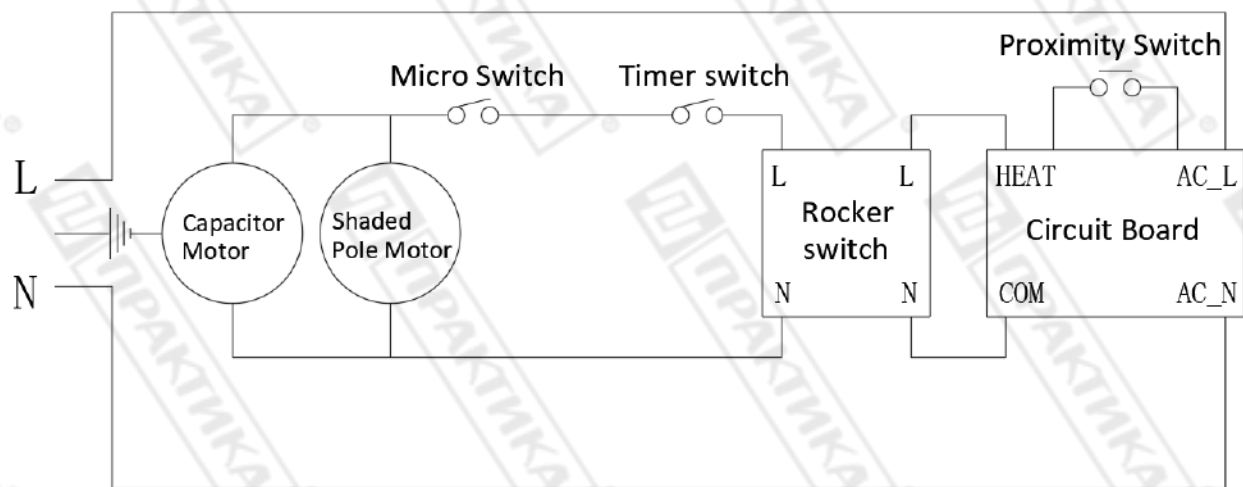 Proximity Switch
Micro Switch
Timer switch
L
N
Capacitor
Motor
Shaded
Pole Motor
L L
Rocker
switch
N N
HEAT AC_L
Circuit Board
COM AC_N
ПРАКТИКА